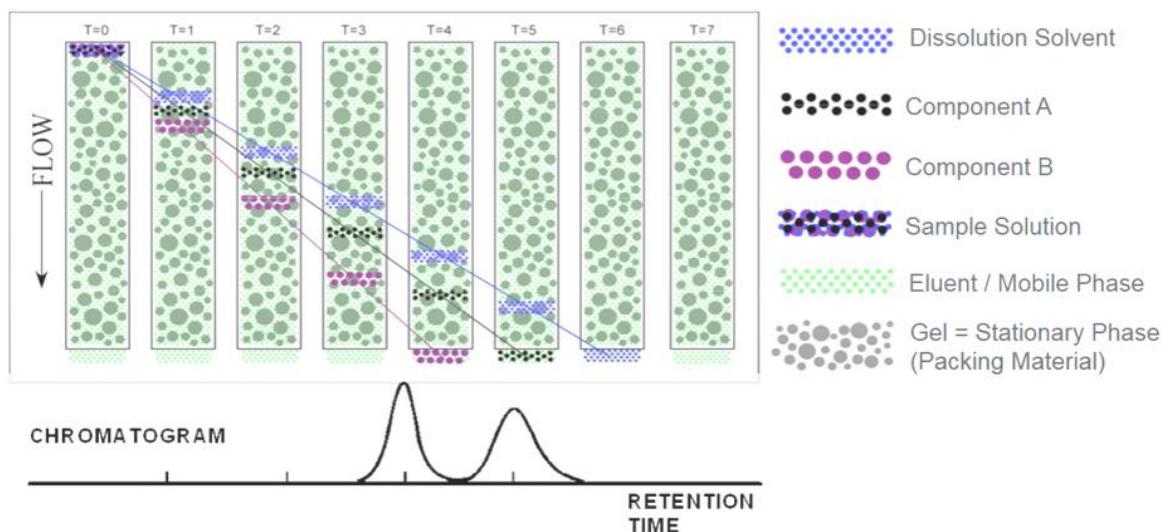 T=0 T=1 T=2 T=3 T=4 T=5 T=6 T=7
FLOW
Dissolution Solvent
Component A
Component B
Sample Solution
Eluent / Mobile Phase
Gel = Stationary Phase
(Packing Material)
CHROMATOGRAM
RETENTION
TIME